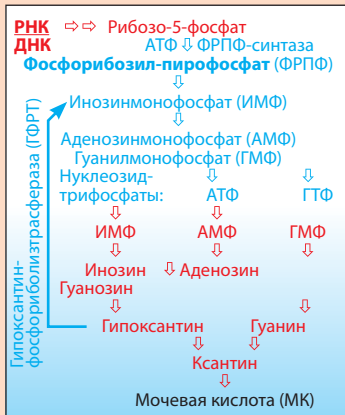 РНК ⇨⇨ Рибозо-5-фосфат
ДНК АТФ ⇩ ФРПФ-синтаза
Фосфорибозил-пирофосфат (ФРПФ)
⇩
Инозинмонофосфат (ИМФ)
⇩
Аденозинмонофосфат (АМФ)
Гуанилмонофосфат (ГМФ)
Нуклеозид- ⇩ ⇩
трифосфаты: АТФ ГТФ
⇩ ⇩ ⇩
ИМФ АМФ ГМФ
⇩ ⇩ ⇩
Инозин ⇩ Аденозин
Гуанозин
⇩ ⇩
Гипоксантин Гуанин
⇩ ⇩
Ксантин
⇩
Мочевая кислота (МК)
Гипоксантин-
фосфориболизтрасфераза (ГФРТ)